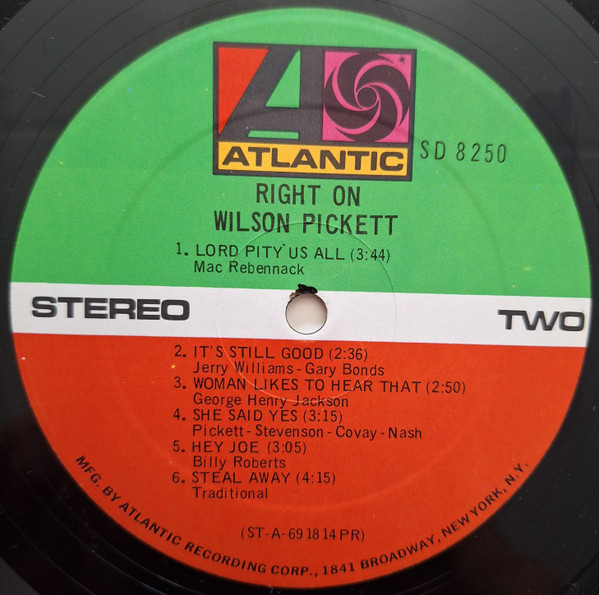 ATLANTIC
SD 8250
RIGHT ON
WILSON PICKETT
1. LORD PITY US ALL (3:44)
Mac Rebennack
STEREO
TWO
2. IT'S STILL GOOD (2:36)
Jerry Williams - Gary Bonds
3. WOMAN LIKES TO HEAR THAT (2:50)
George Henry Jackson
4. SHE SAID YES (3:15)
Pickett - Stevenson - Covay - Nash
5. HEY JOE (3:05)
Billy Roberts
6. STEAL AWAY (4:15)
Traditional
(ST-A-691814 PR)
MFG. BY ATLANTIC RECORDING CORP., 1841 BROADWAY, NEW YORK, N.Y.